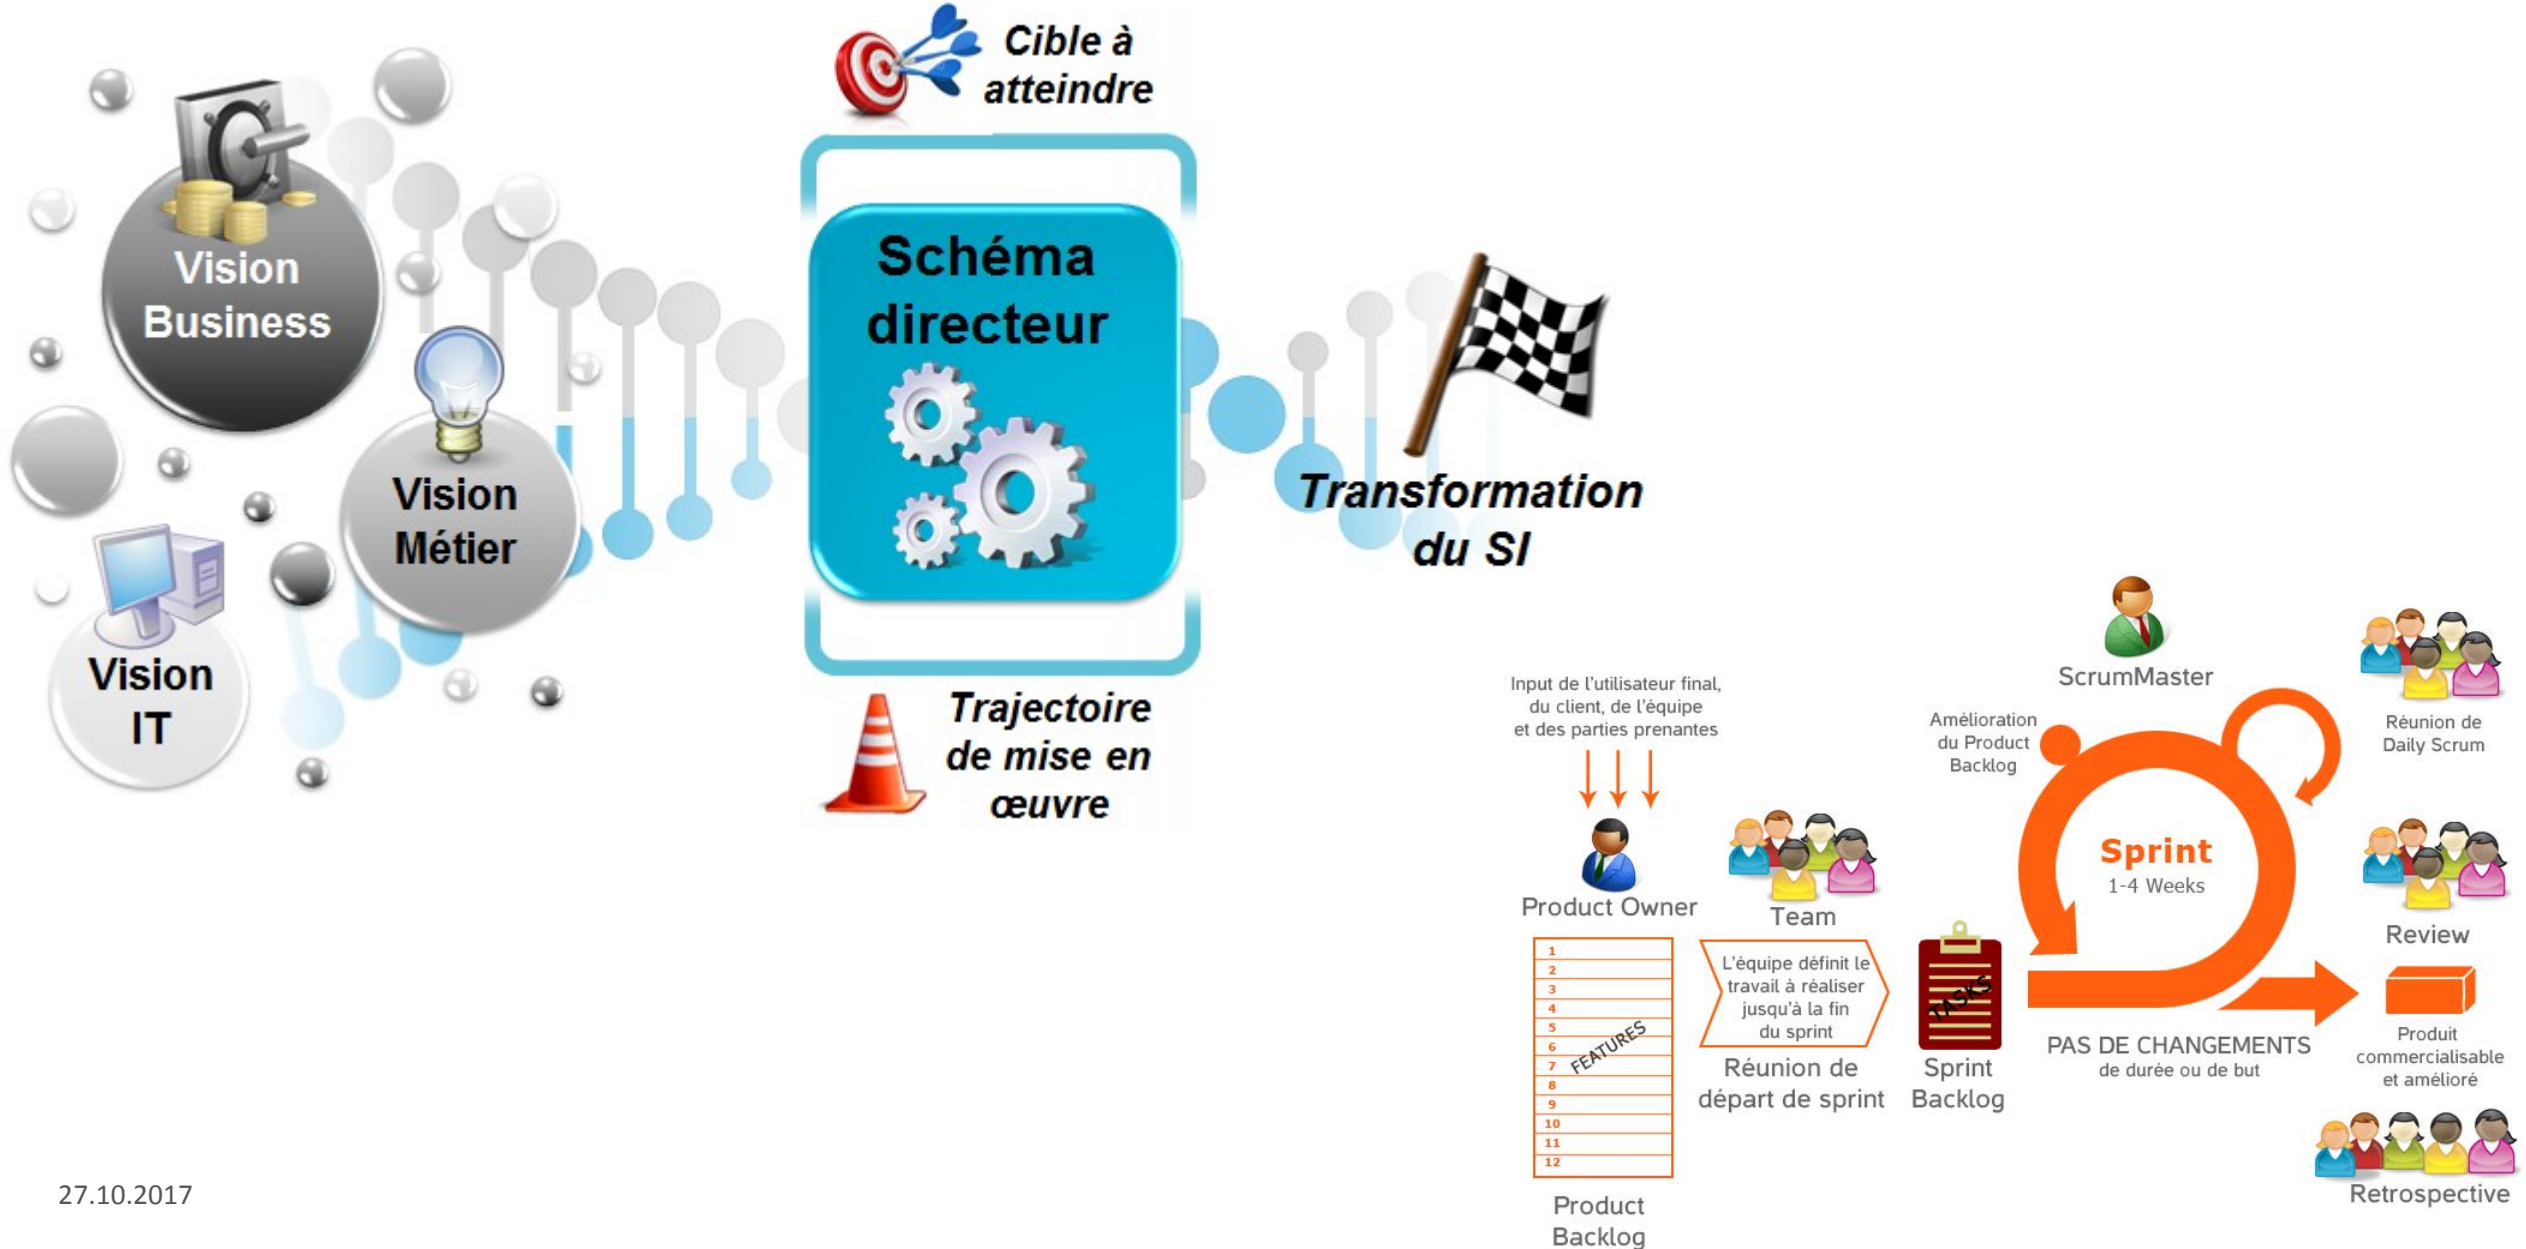 Cible à
atteindre
Vision
Business
Schéma
directeur
Vision
Métier
Transformation
du SI
Vision
IT
Trajectoire
de mise en
œuvre
Input de l'utilisateur final,
du client, de l'équipe
et des parties prenantes
Product Owner
1
2
3
4
5
6
7
8
9
10
11
12
FEATURES
Product
Backlog
Team
L'équipe définit le
travail à réaliser
jusqu'à la fin
du sprint
Réunion de
départ de sprint
TASKS
Sprint
Backlog
ScrumMaster
Amélioration
du Product
Backlog
Sprint
1-4 Weeks
PAS DE CHANGEMENTS
de durée ou de but
Réunion de
Daily Scrum
Review
Produit
commercialisable
et amélioré
Retrospective
27.10.2017